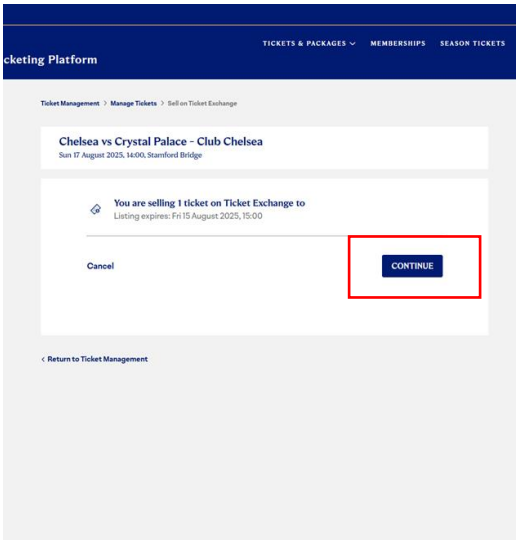 TICKETS & PACKAGES MEMBERSHIPS SEASON TICKETS
cketing Platform
Ticket Management > Manage Tickets > Sell on Ticket Exchange
Chelsea vs Crystal Palace - Club Chelsea
Sun 17 August 2025, 14:00, Stamford Bridge
You are selling 1 ticket on Ticket Exchange to
Listing expires: Fri 15 August 2025, 15:00
Cancel CONTINUE
< Return to Ticket Management